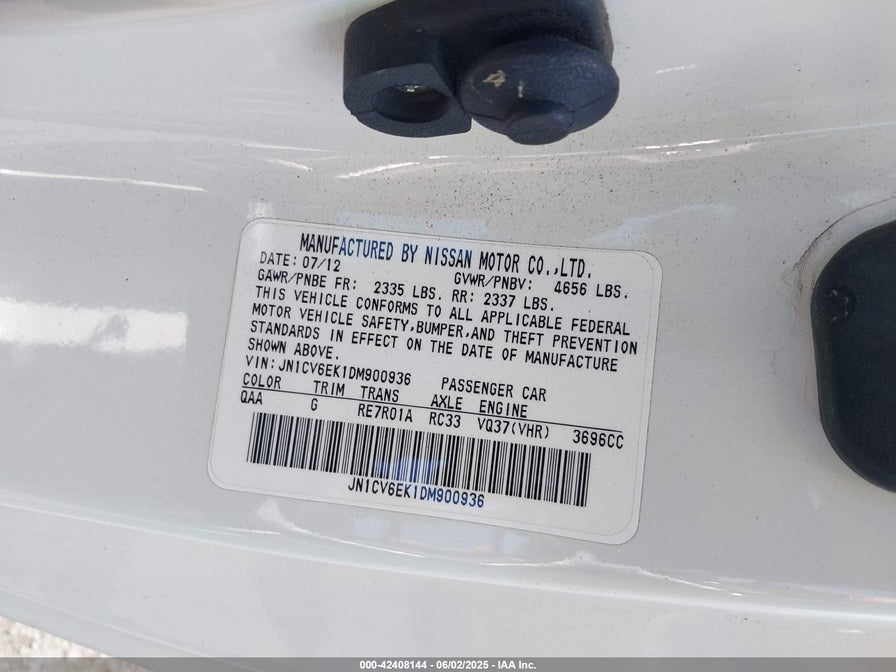 MANUFACTURED BY NISSAN MOTOR CO.,LTD.
DATE: 07/12 GVWR/PNBV: 4656 LBS.
GAWR/PNBE FR: 2335 LBS. RR: 2337 LBS.
THIS VEHICLE CONFORMS TO ALL APPLICABLE FEDERAL
MOTOR VEHICLE SAFETY,BUMPER,AND THEFT PREVENTION
STANDARDS IN EFFECT ON THE DATE OF MANUFACTURE
SHOWN ABOVE.
VIN:JN1CV6EK1DM900936 PASSENGER CAR
COLOR TRIM TRANS AXLE ENGINE
QAA G RE7R01A RC33 VQ37(VHR) 3696CC
JN1CV6EK1DM900936
000-42408144 - 06/02/2025 - IAA Inc.